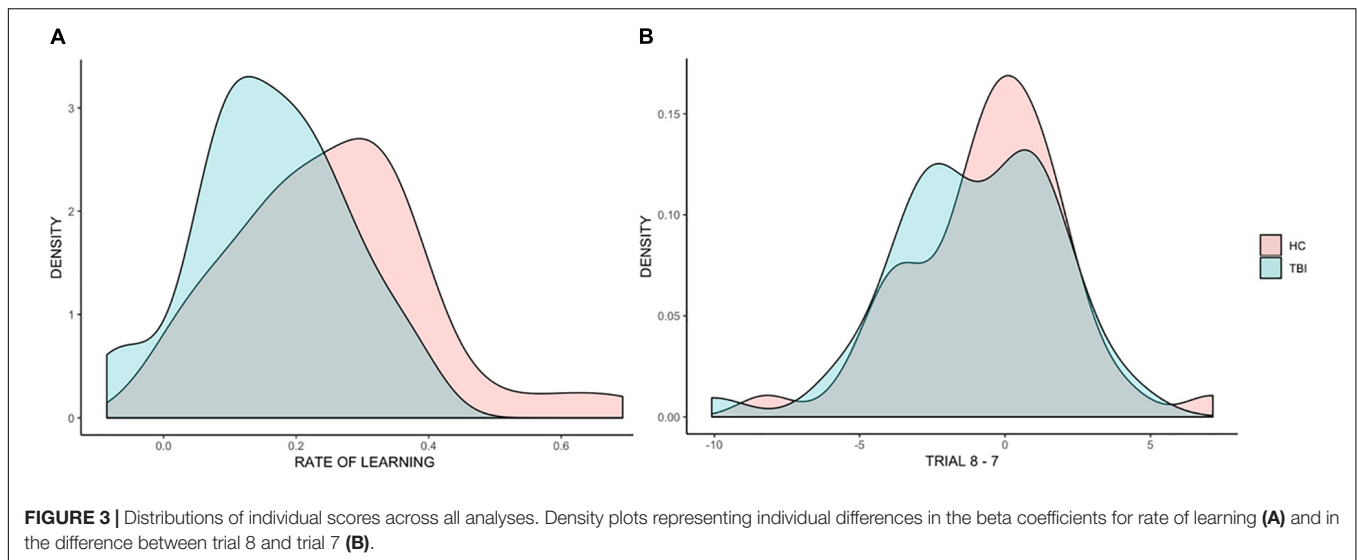 A
B
DENSITY
3
2
1
0
0.0 0.2 0.4 0.6
RATE OF LEARNING
DENSITY
0.15
0.10
0.05
0.00
-10 -5 0 5
TRIAL 8 - 7
HC
TBI
FIGURE 3 | Distributions of individual scores across all analyses. Density plots representing individual differences in the beta coefficients for rate of learning (A) and in
the difference between trial 8 and trial 7 (B).